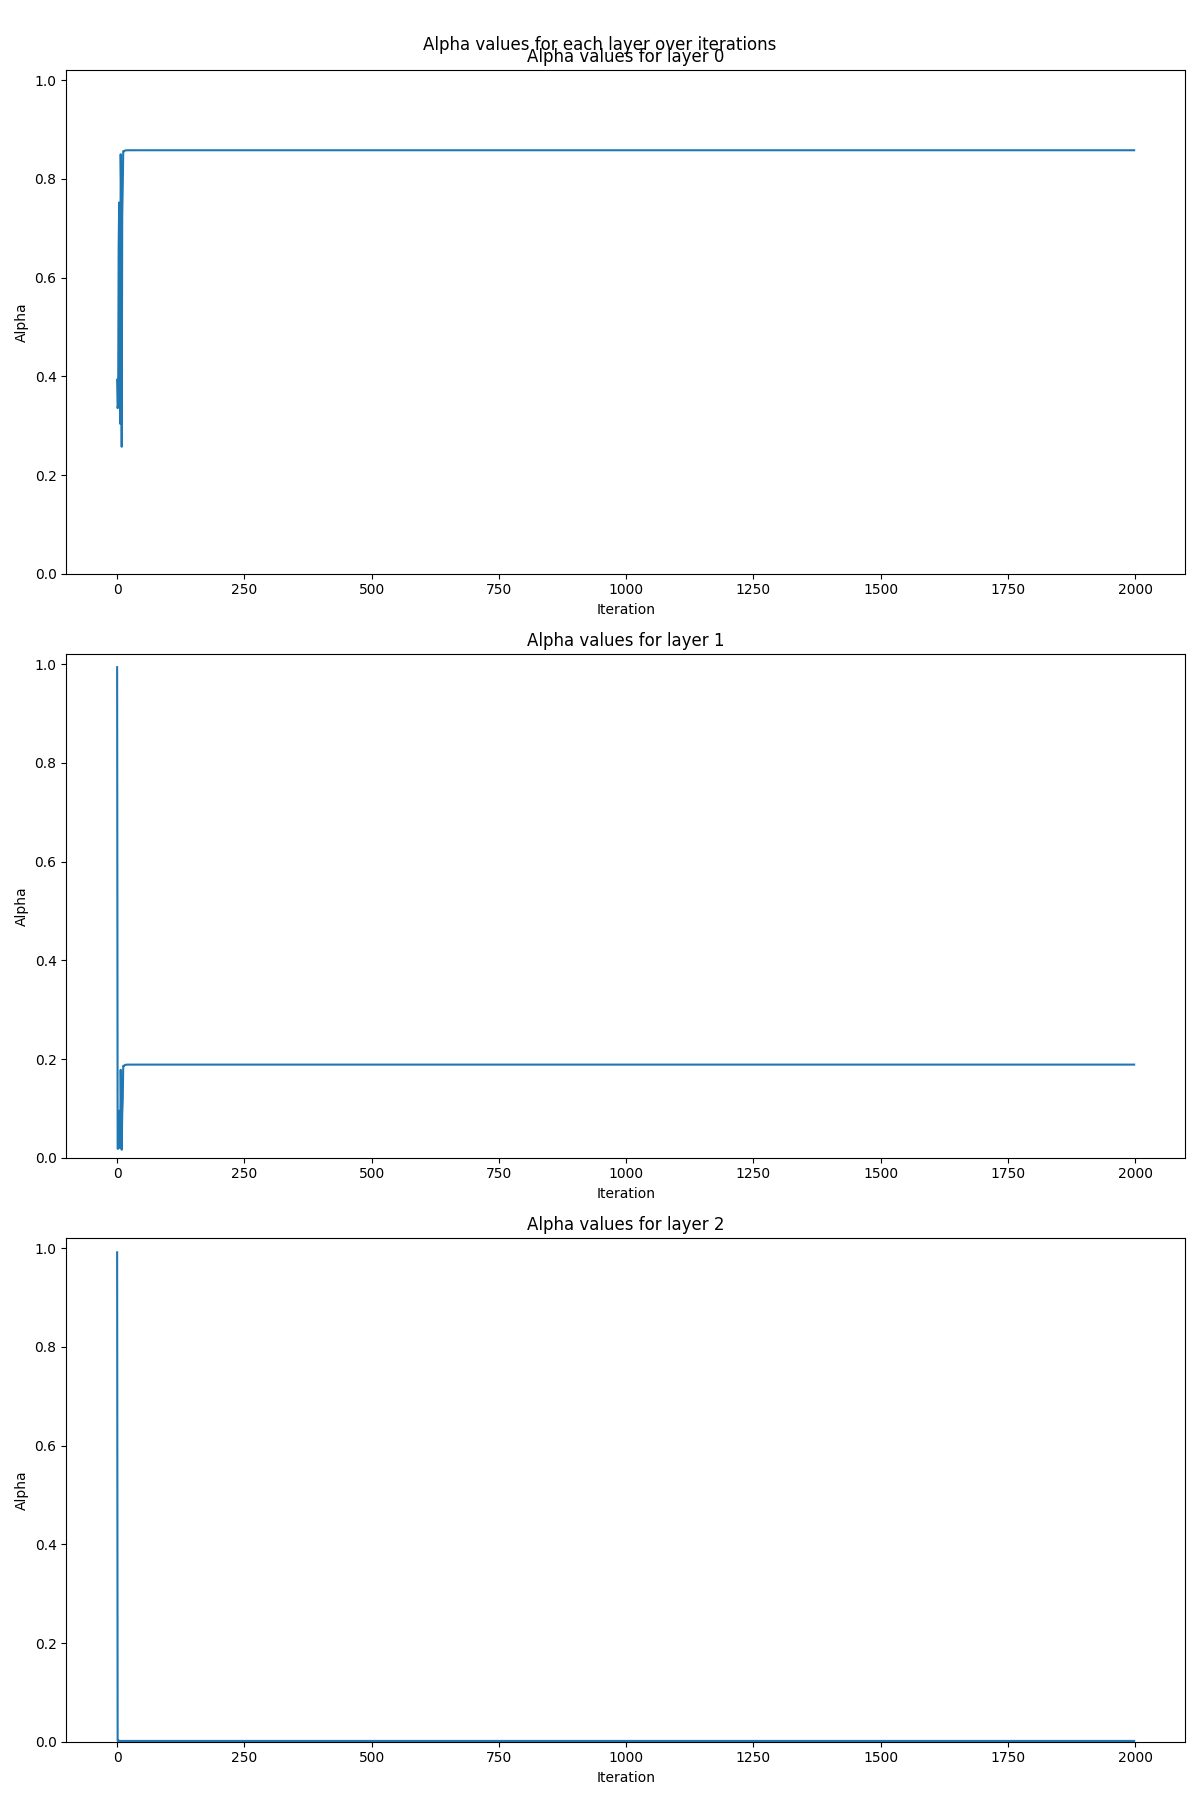 Alpha values for each layer over iterations
Alpha values for layer 0
1.0
0.8
0.6
0.4
0.2
0.0
Alpha
0 250 500 750 1000 1250 1500 1750 2000
Iteration
Alpha values for layer 1
1.0
0.8
0.6
0.4
0.2
0.0
Alpha
0 250 500 750 1000 1250 1500 1750 2000
Iteration
Alpha values for layer 2
1.0
0.8
0.6
0.4
0.2
0.0
Alpha
0 250 500 750 1000 1250 1500 1750 2000
Iteration